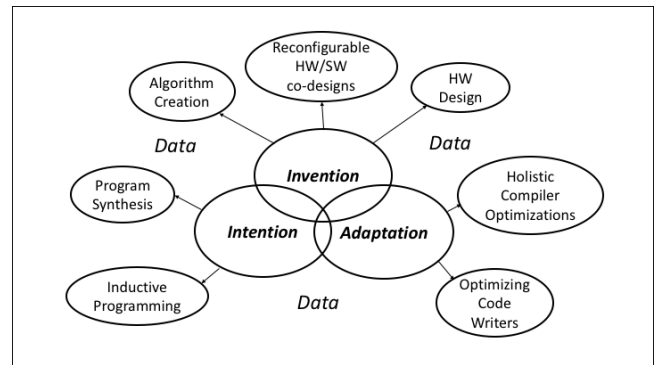 Reconfigurable
HW/SW
co-designs
Algorithm
Creation
HW
Design
Data
Data
Invention
Program
Synthesis
Holistic
Compiler
Optimizations
Intention
Adaptation
Inductive
Programming
Data
Optimizing
Code
Writers